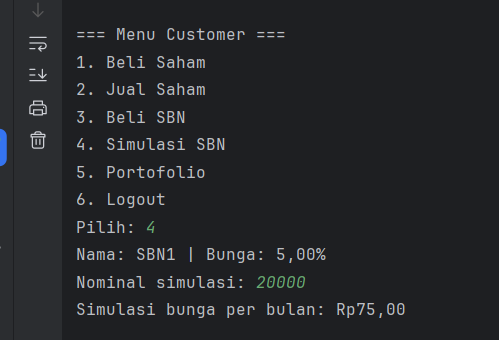 === Menu Customer ===
1. Beli Saham
2. Jual Saham
3. Beli SBN
4. Simulasi SBN
5. Portofolio
6. Logout
Pilih: 4
Nama: SBN1 | Bunga: 5,00%
Nominal simulasi: 20000
Simulasi bunga per bulan: Rp75,00